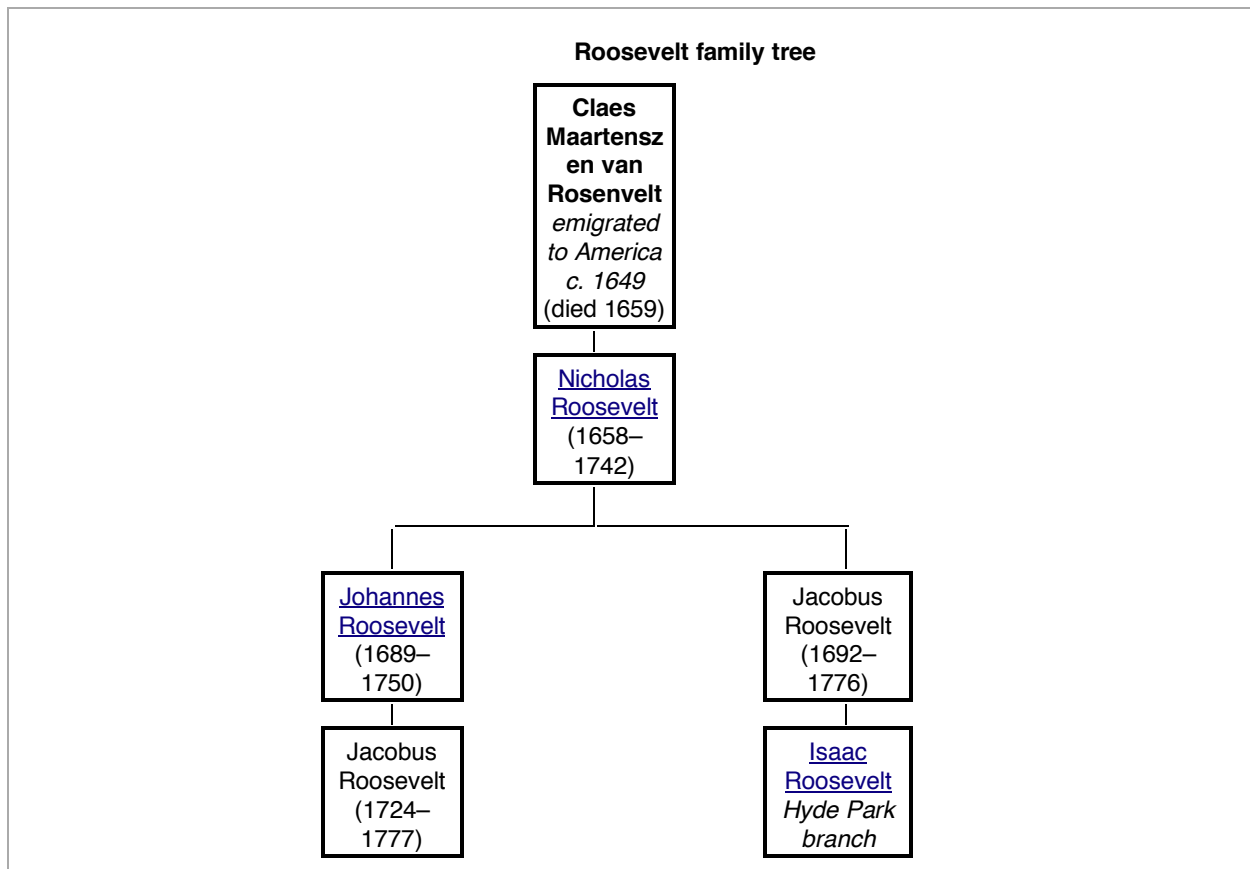 Roosevelt family tree
Claes
Maartensz
en van
Rosenvelt
emigrated
to America
c. 1649
(died 1659)
Nicholas
Roosevelt
(1658–
1742)
Johannes
Roosevelt
(1689–
1750)
Jacobus
Roosevelt
(1692–
1776)
Jacobus
Roosevelt
(1724–
1777)
Isaac
Roosevelt
Hyde Park
branch